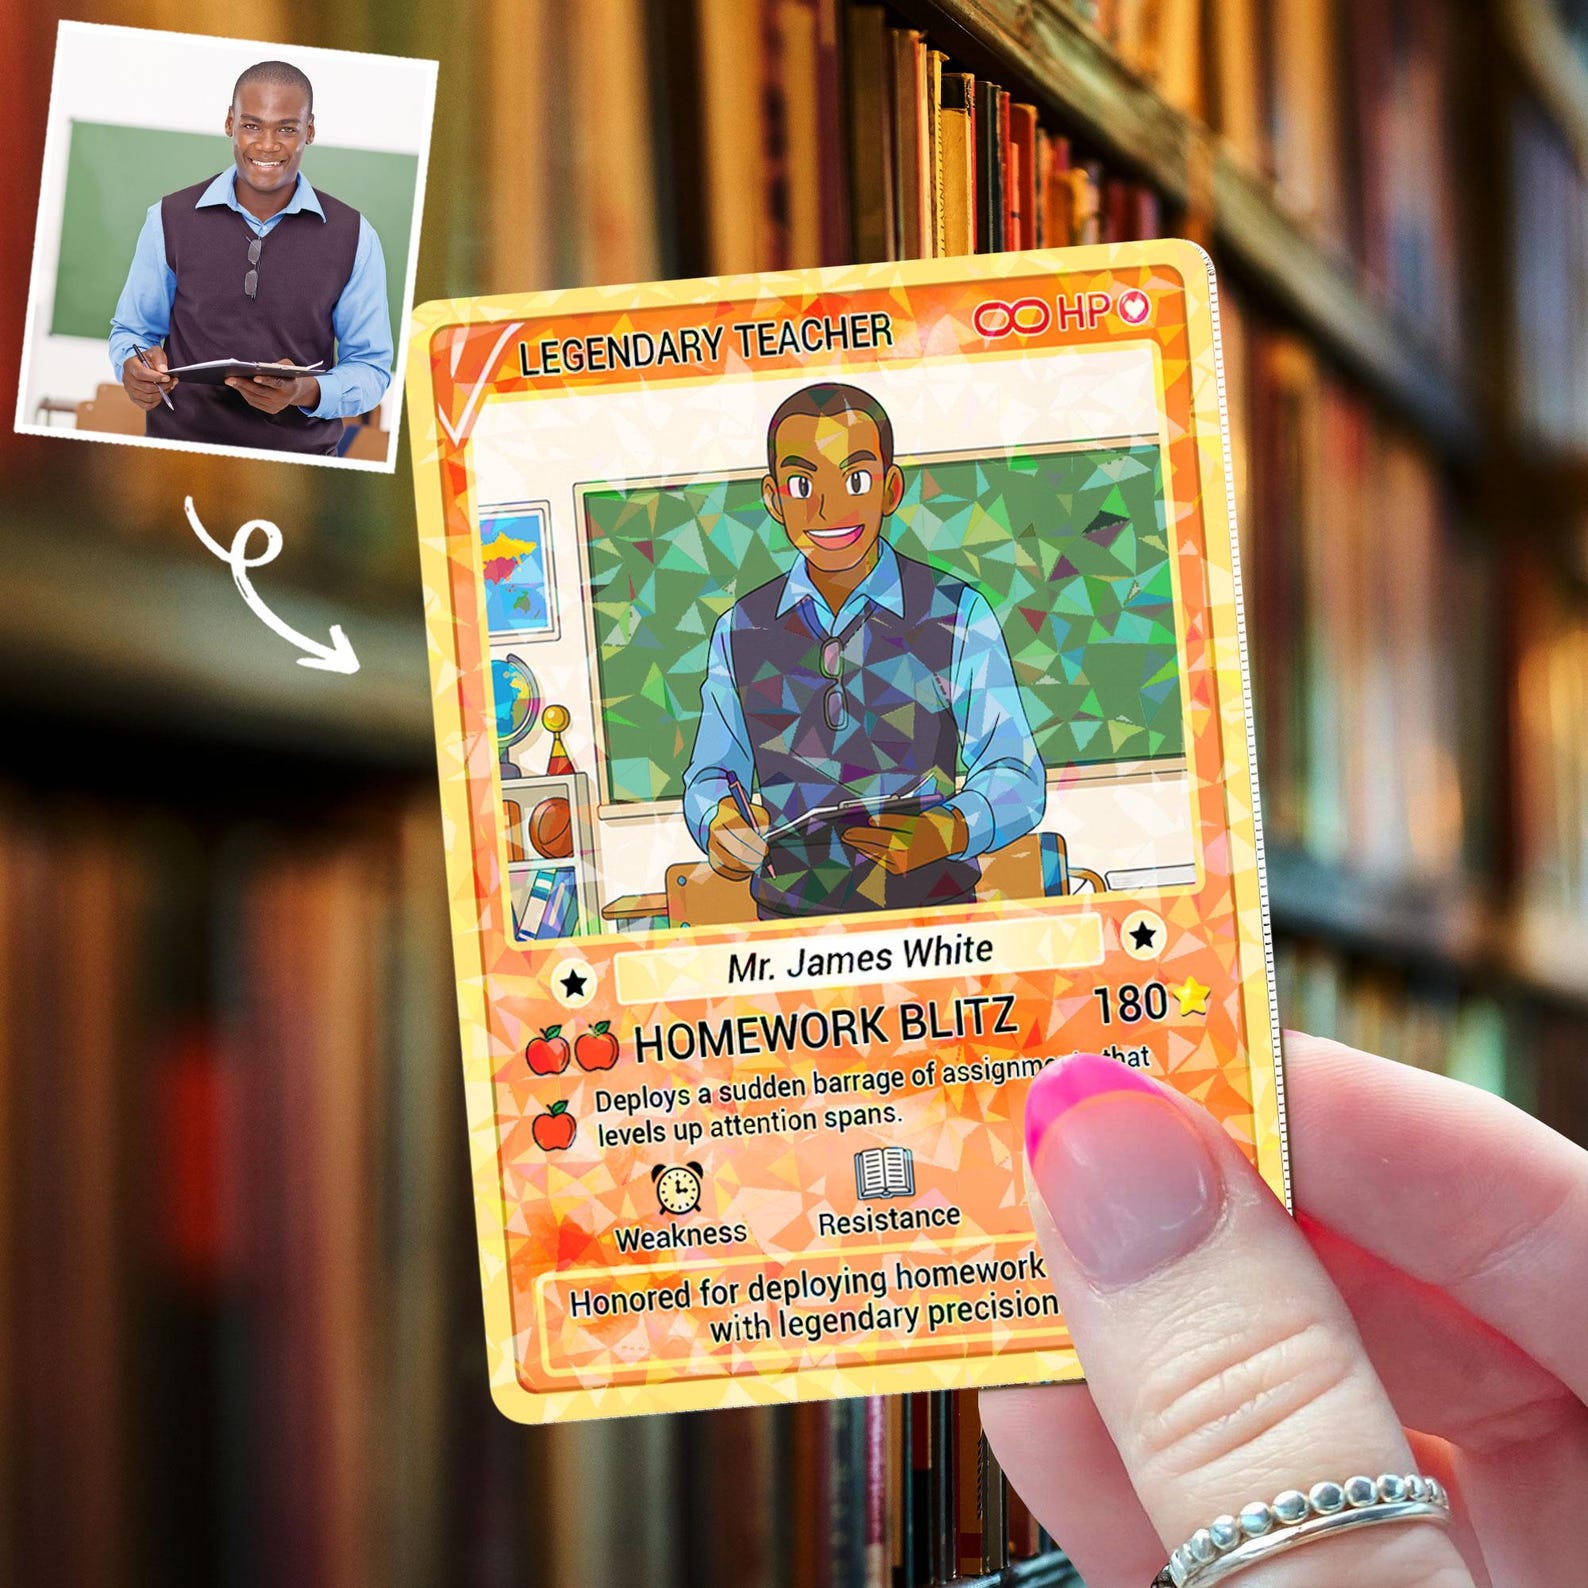 LEGENDARY TEACHER
∞ HP
Mr. James White
HOMEWORK BLITZ
180
Deploys a sudden barrage of that
levels up attention spans.
Weakness
Resistance
Honored for deploying homework
with legendary precision